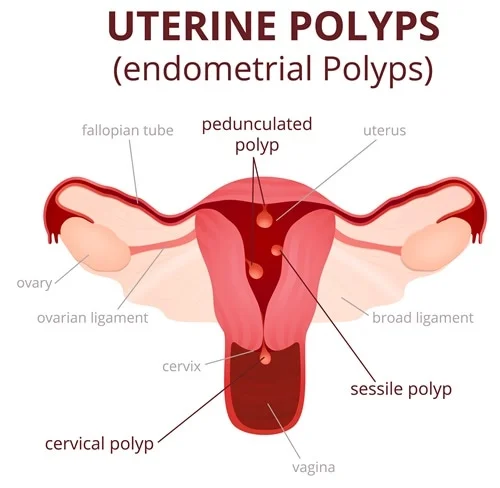 UTERINE POLYPS
(endometrial Polyps)
pedunculated
polyp
fallopian tube
uterus
ovary
ovarian ligament
broad ligament
cervix
sessile polyp
cervical polyp
vagina